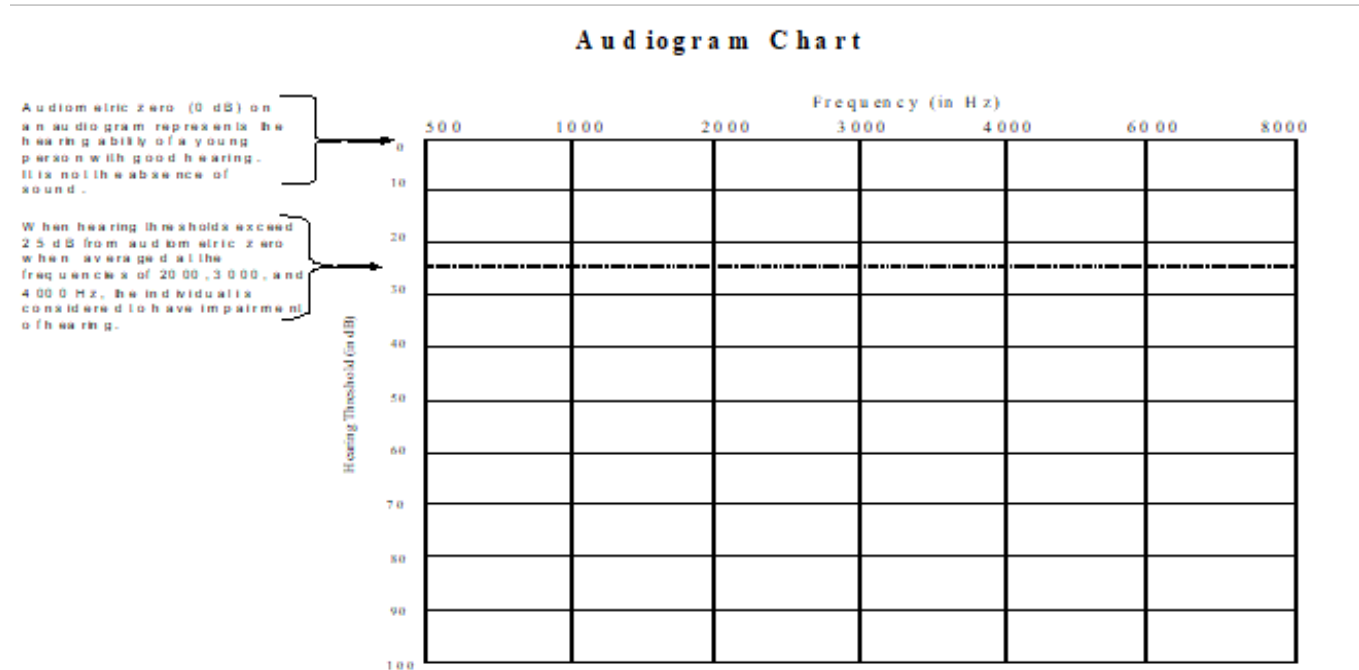 Audiogram Chart
Audiometric zero (0 dB) on
an audiogram represents the
hearing ability of a young
person with good hearing.
It is not the absence of
sound.
When hearing thresholds exceed
25 dB from audiometric zero
when averaged at the
frequencies of 2000, 3000, and
4000 Hz, the individual is
considered to have impairment
of hearing.
Frequency (in Hz)
500 1000 2000 3000 4000 6000 8000
Hearing Threshold (in dB)
0
10
20
30
40
50
60
70
80
90
100